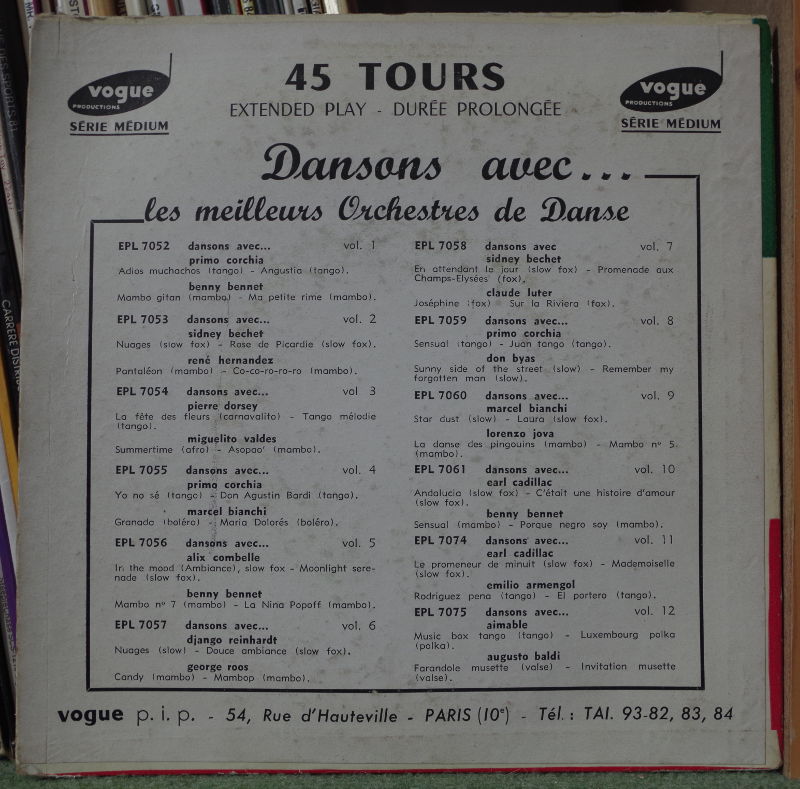 vogue
PRODUCTIONS
SÉRIE MÉDIUM
45 TOURS
EXTENDED PLAY - DURÉE PROLONGÉE
vogue
PRODUCTIONS
SÉRIE MÉDIUM
Dansons avec...
les meilleurs Orchestres de Danse
EPL 7052 dansons avec... vol. 1
primo corchia
Adios muchachos (tango) - Angustia (tango).
benny bennet
Mambo gitan (mambo) - Ma petite rime (mambo).
EPL 7053 dansons avec... vol. 2
sidney bechet
Nuages (slow fox) - Rose de Picardie (slow fox).
rené hernandez
Pantaléon (mambo) - Co-co-ro-ro-ro (mambo).
EPL 7054 dansons avec... vol 3
pierre dorsey
La fête des fleurs (carnavalito) - Tango mélodie
(tango).
miguelito valdes
Summertime (afro) - Asopao' (mambo).
EPL 7055 dansons avec... vol. 4
primo corchia
Yo no sé (tango) - Don Agustin Bardi (tango).
marcel bianchi
Granada (boléro) - Maria Dolorés (boléro).
EPL 7056 dansons avec... vol. 5
alix combelle
In the mood (Ambiance), slow fox - Moonlight sere-
nade (slow fox).
benny bennet
Mambo nº 7 (mambo) - La Nina Popoff (mambo).
EPL 7057 dansons avec... vol. 6
django reinhardt
Nuages (slow) - Douce ambiance (slow fox).
george roos
Candy (mambo) - Mambop (mambo).
EPL 7058 dansons avec vol. 7
sidney bechet
En attendant le jour (slow fox) - Promenade aux
Champs-Elysées (fox).
claude luter
Joséphine (fox) - Sur la Riviera (fox).
EPL 7059 dansons avec... vol. 8
primo corchia
Sensual (tango) - Juan tango (tango).
don byas
Sunny side of the street (slow) - Remember my
forgotten man (slow).
EPL 7060 dansons avec... vol. 9
marcel bianchi
Star dust (slow) - Laura (slow fox).
lorenzo jova
La danse des pingouins (mambo) - Mambo nº 5.
(mambo).
EPL 7061 dansons avec... vol. 10
earl cadillac
Andalucia (slow fox) - C'était une histoire d'amour
(slow fox).
benny bennet
Sensual (mambo) - Porque negro soy (mambo).
EPL 7074 dansons avec... vol. 11
earl cadillac
Le promeneur de minuit (slow fox) - Mademoiselle
(slow fox).
emilio armengol
Rodriguez pena (tango) - El portero (tango).
EPL 7075 dansons avec... vol. 12
aimable
Music box tango (tango) - Luxembourg polka
(polka).
augusto baldi
Farandole musette (valse) - Invitation musette
(valse).
vogue p. i. p. - 54, Rue d'Hauteville - PARIS (10e) - Tél. : TAI. 93-82, 83, 84